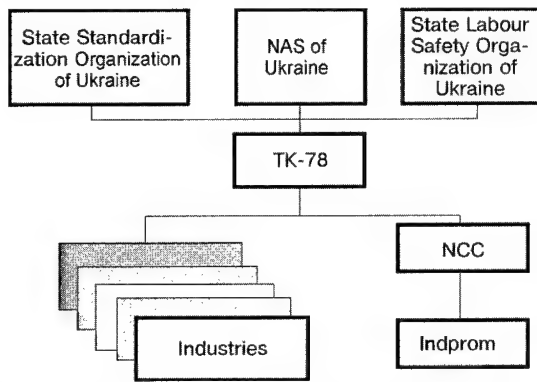 State Standardi-
zation Organization
of Ukraine
NAS of
Ukraine
State Labour
Safety Orga-
nization of
Ukraine
TK-78
NCC
Industries
Indprom